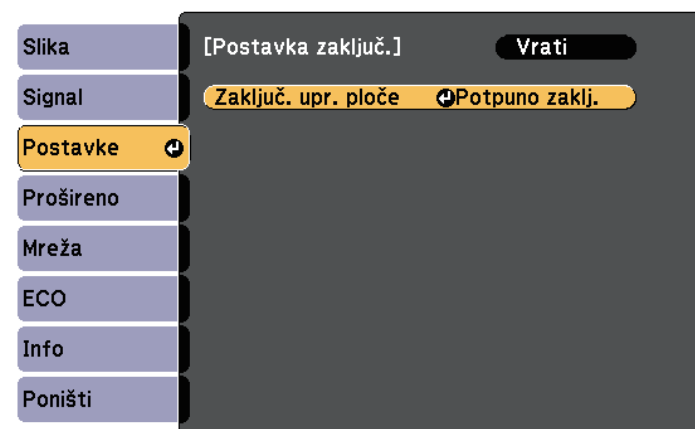 Slika
Signal
Postavke
Prošireno
Mreža
ECO
Info
Poništi
[Postavka zaključ.] Vrati
Zaključ. upr. ploče Potpuno zaklj.